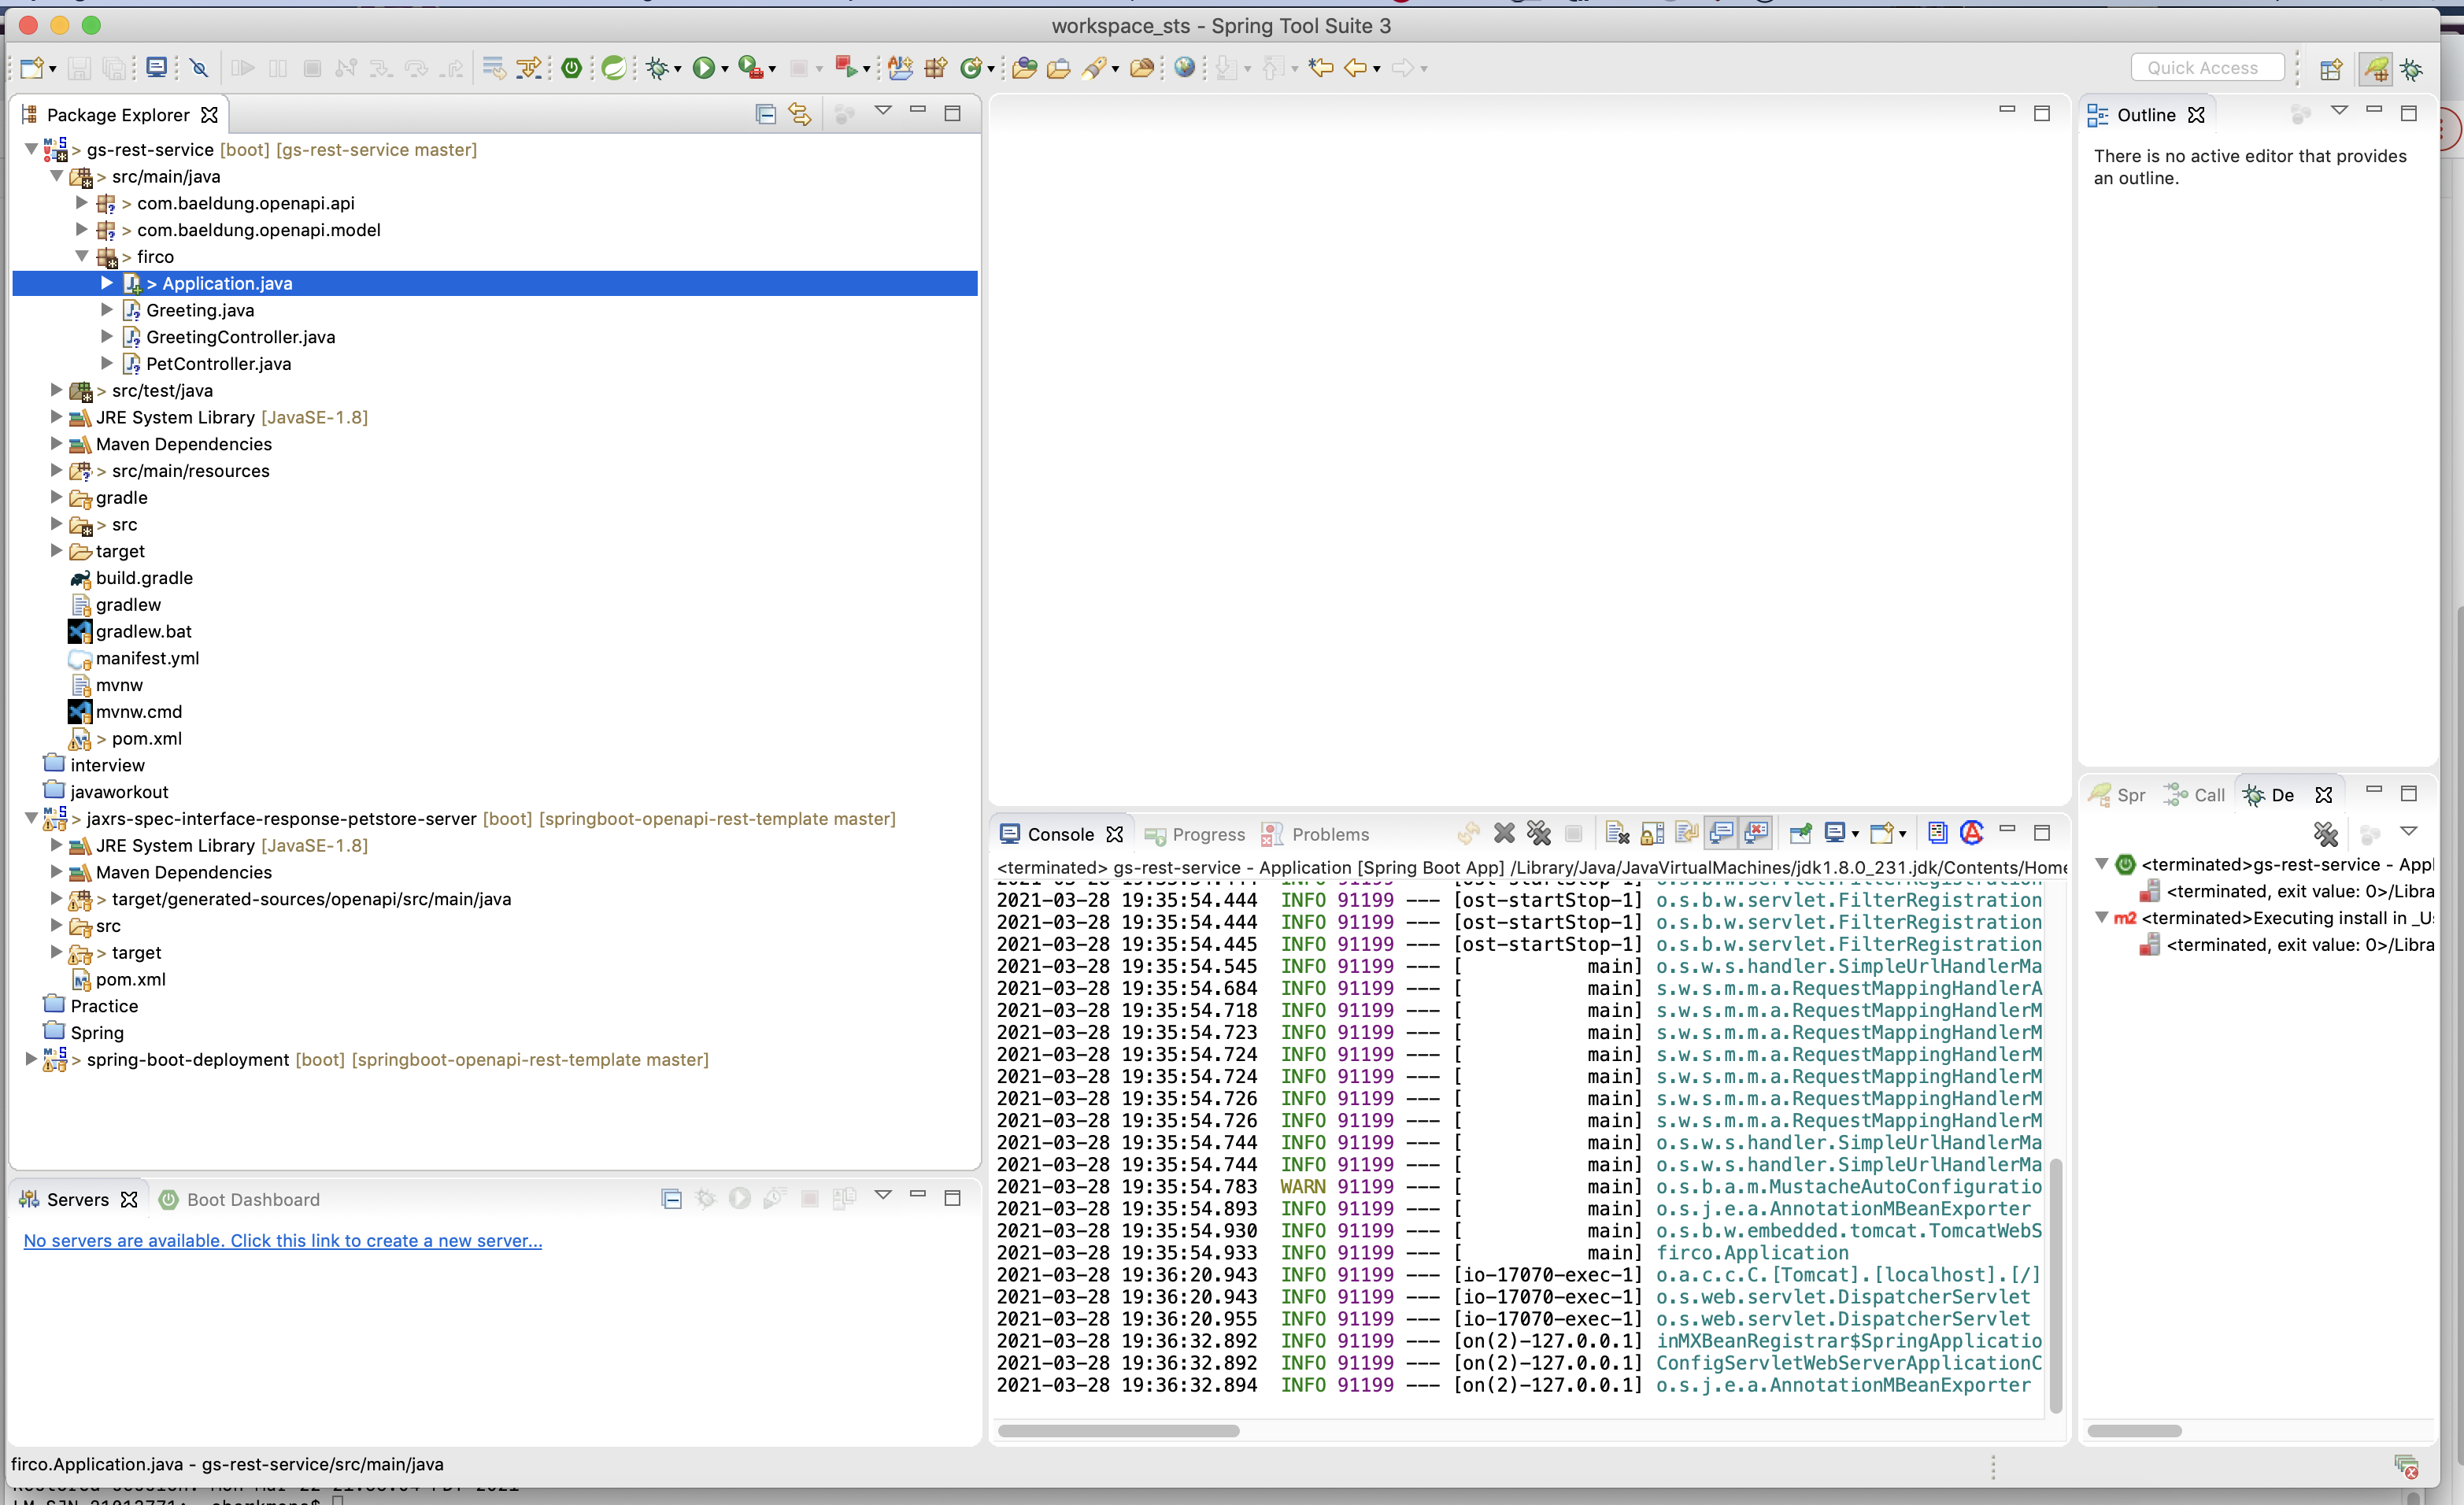 workspace_sts - Spring Tool Suite 3
Quick Access
Package Explorer
> gs-rest-service [boot] [gs-rest-service master]
> src/main/java
> com.baeldung.openapi.api
> com.baeldung.openapi.model
> firco
> Application.java
Greeting.java
GreetingController.java
PetController.java
> src/test/java
JRE System Library [JavaSE-1.8]
Maven Dependencies
> src/main/resources
gradle
> src
target
build.gradle
gradlew
gradlew.bat
manifest.yml
mvnw
mvnw.cmd
> pom.xml
interview
javaworkout
> jaxrs-spec-interface-response-petstore-server [boot] [springboot-openapi-rest-template master]
JRE System Library [JavaSE-1.8]
Maven Dependencies
> target/generated-sources/openapi/src/main/java
src
> target
pom.xml
Practice
Spring
> spring-boot-deployment [boot] [springboot-openapi-rest-template master]
Servers Boot Dashboard
No servers are available. Click this link to create a new server...
Outline
There is no active editor that provides
an outline.
Console Progress Problems
<terminated> gs-rest-service - Application [Spring Boot App] /Library/Java/JavaVirtualMachines/jdk1.8.0_231.jdk/Contents/Home
2021-03-28 19:35:54.444 INFO 91199 --- [ost-startStop-1] o.s.b.w.servlet.FilterRegistration
2021-03-28 19:35:54.444 INFO 91199 --- [ost-startStop-1] o.s.b.w.servlet.FilterRegistration
2021-03-28 19:35:54.445 INFO 91199 --- [ost-startStop-1] o.s.b.w.servlet.FilterRegistration
2021-03-28 19:35:54.545 INFO 91199 --- [ main] o.s.w.s.handler.SimpleUrlHandlerMa
2021-03-28 19:35:54.684 INFO 91199 --- [ main] s.w.s.m.m.a.RequestMappingHandlerA
2021-03-28 19:35:54.718 INFO 91199 --- [ main] s.w.s.m.m.a.RequestMappingHandlerM
2021-03-28 19:35:54.723 INFO 91199 --- [ main] s.w.s.m.m.a.RequestMappingHandlerM
2021-03-28 19:35:54.724 INFO 91199 --- [ main] s.w.s.m.m.a.RequestMappingHandlerM
2021-03-28 19:35:54.724 INFO 91199 --- [ main] s.w.s.m.m.a.RequestMappingHandlerM
2021-03-28 19:35:54.726 INFO 91199 --- [ main] s.w.s.m.m.a.RequestMappingHandlerM
2021-03-28 19:35:54.726 INFO 91199 --- [ main] s.w.s.m.m.a.RequestMappingHandlerM
2021-03-28 19:35:54.744 INFO 91199 --- [ main] o.s.w.s.handler.SimpleUrlHandlerMa
2021-03-28 19:35:54.744 INFO 91199 --- [ main] o.s.w.s.handler.SimpleUrlHandlerMa
2021-03-28 19:35:54.783 WARN 91199 --- [ main] o.s.b.a.m.MustacheAutoConfiguratio
2021-03-28 19:35:54.893 INFO 91199 --- [ main] o.s.j.e.a.AnnotationMBeanExporter
2021-03-28 19:35:54.930 INFO 91199 --- [ main] o.s.b.w.embedded.tomcat.TomcatWebS
2021-03-28 19:35:54.933 INFO 91199 --- [ main] firco.Application
2021-03-28 19:36:20.943 INFO 91199 --- [io-17070-exec-1] o.a.c.c.C.[Tomcat].[localhost].[/]
2021-03-28 19:36:20.943 INFO 91199 --- [io-17070-exec-1] o.s.web.servlet.DispatcherServlet
2021-03-28 19:36:20.955 INFO 91199 --- [io-17070-exec-1] o.s.web.servlet.DispatcherServlet
2021-03-28 19:36:32.892 INFO 91199 --- [on(2)-127.0.0.1] inMXBeanRegistrar$SpringApplicatio
2021-03-28 19:36:32.892 INFO 91199 --- [on(2)-127.0.0.1] ConfigServletWebServerApplicationC
2021-03-28 19:36:32.894 INFO 91199 --- [on(2)-127.0.0.1] o.s.j.e.a.AnnotationMBeanExporter
Spr Call De
<terminated>gs-rest-service - Appl
<terminated, exit value: 0>/Libra
m2 <terminated>Executing install in _U
<terminated, exit value: 0>/Libra
firco.Application.java - gs-rest-service/src/main/java